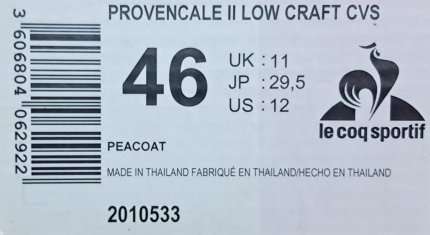 PROVENCALE II LOW CRAFT CVS
3 606804 062922
46
UK : 11
JP : 29,5
US : 12
le coq sportif
PEACOAT
MADE IN THAILAND FABRIQUÉ EN THAILAND/HECHO EN THAILAND
2010533